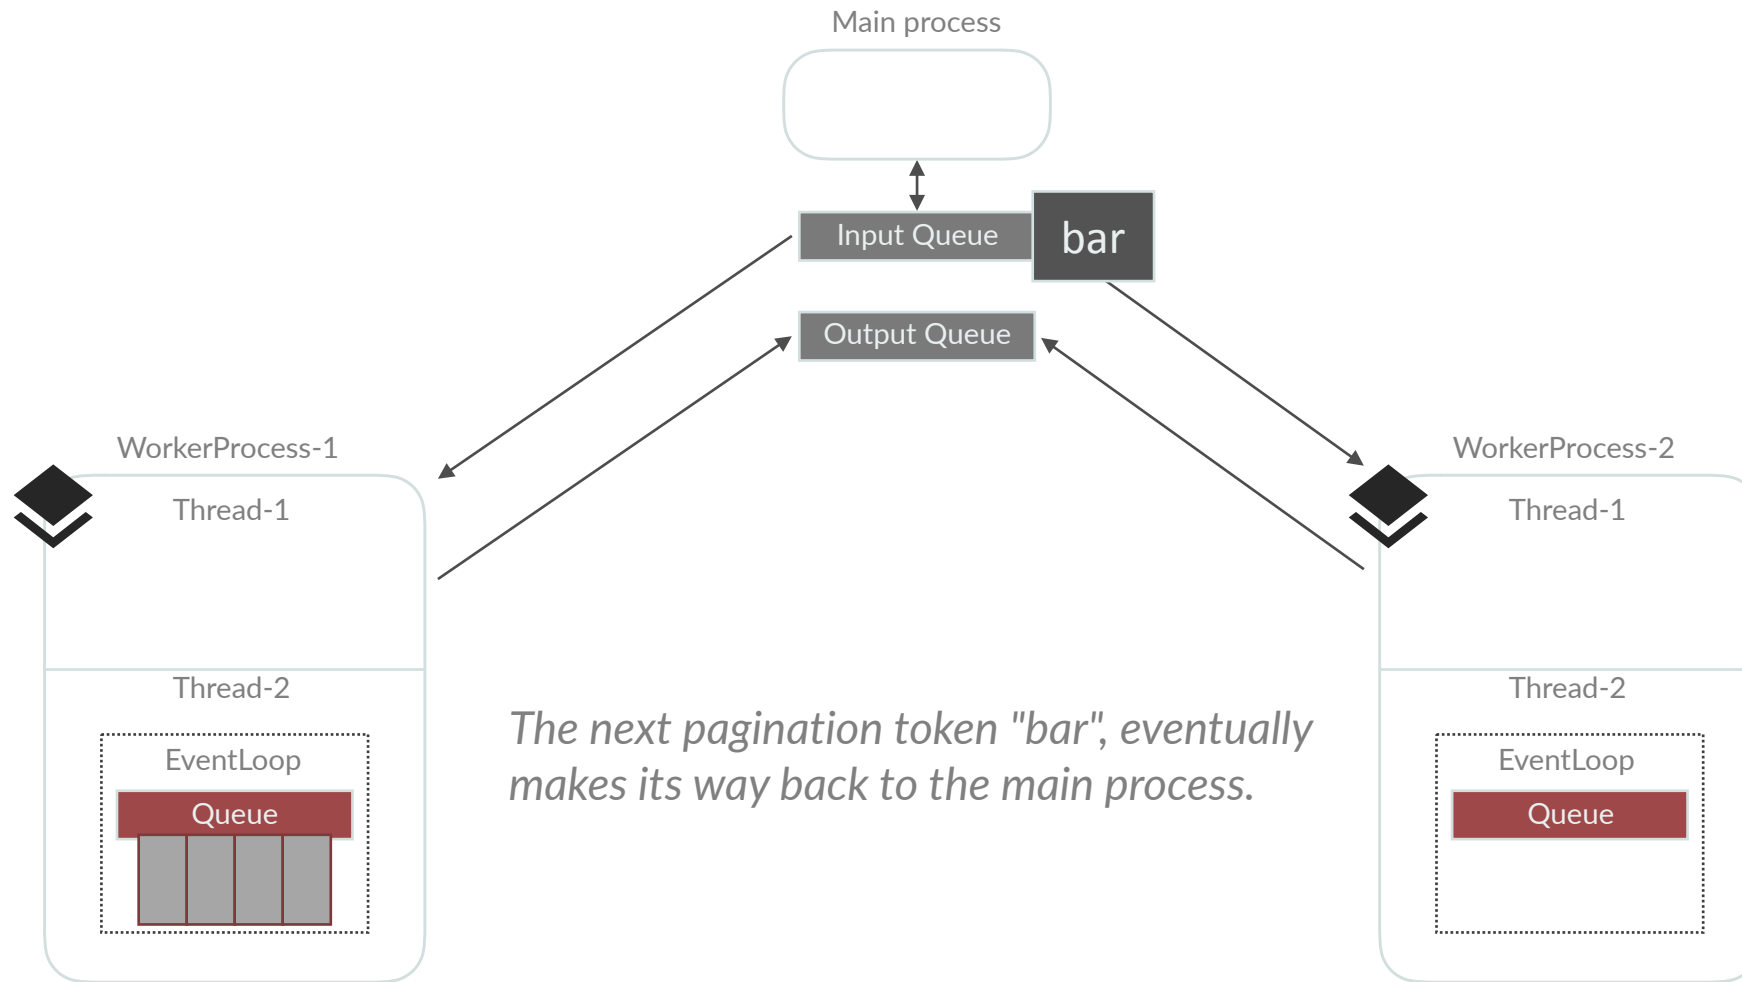 Main process
Input Queue
bar
Output Queue
WorkerProcess-1
WorkerProcess-2
Thread-1
Thread-1
Thread-2
Thread-2
The next pagination token "bar", eventually
makes its way back to the main process.
EventLoop
EventLoop
Queue
Queue